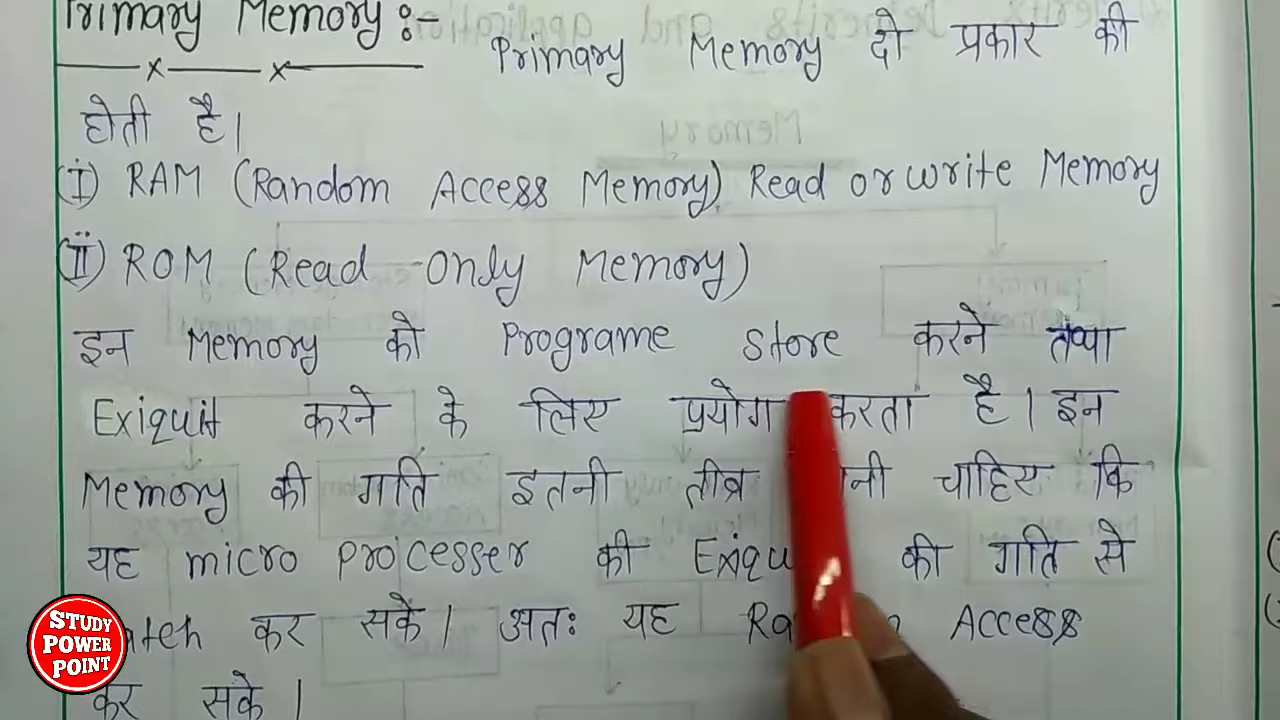 Primary Memory :-
Primary Memory दो प्रकार की
होती है।
(i) RAM (Random Access Memory) Read or write Memory
(ii) ROM (Read Only Memory)
इन Memory को Programe store करने तथा
Exiquit करने के लिए प्रयोग करता है। इन
Memory की गति इतनी तीव्र चाहिए कि
यह micro processer की की गति से
कर सके। अतः यह Access
कर सके।
STUDY
POWER
POINT